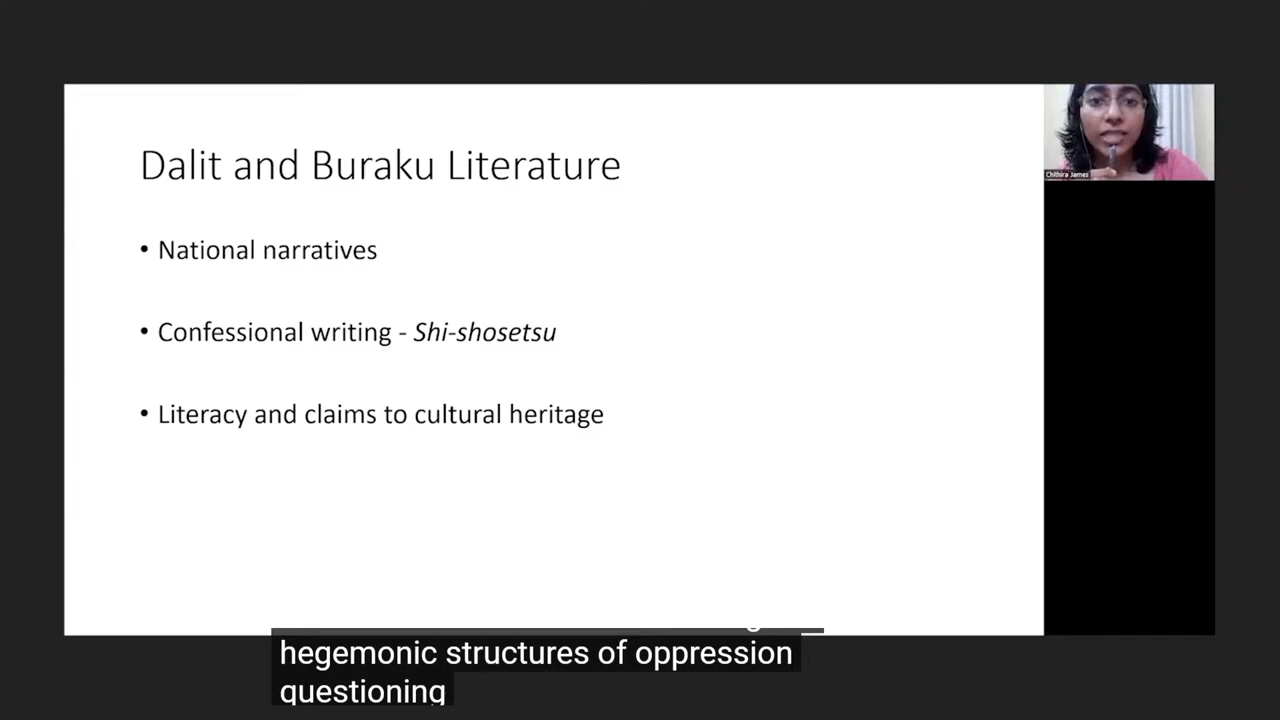 Dalit and Buraku Literature
• National narratives
• Confessional writing - Shi-shosetsu
• Literacy and claims to cultural heritage
Chithira James
hegemonic structures of oppression
questioning